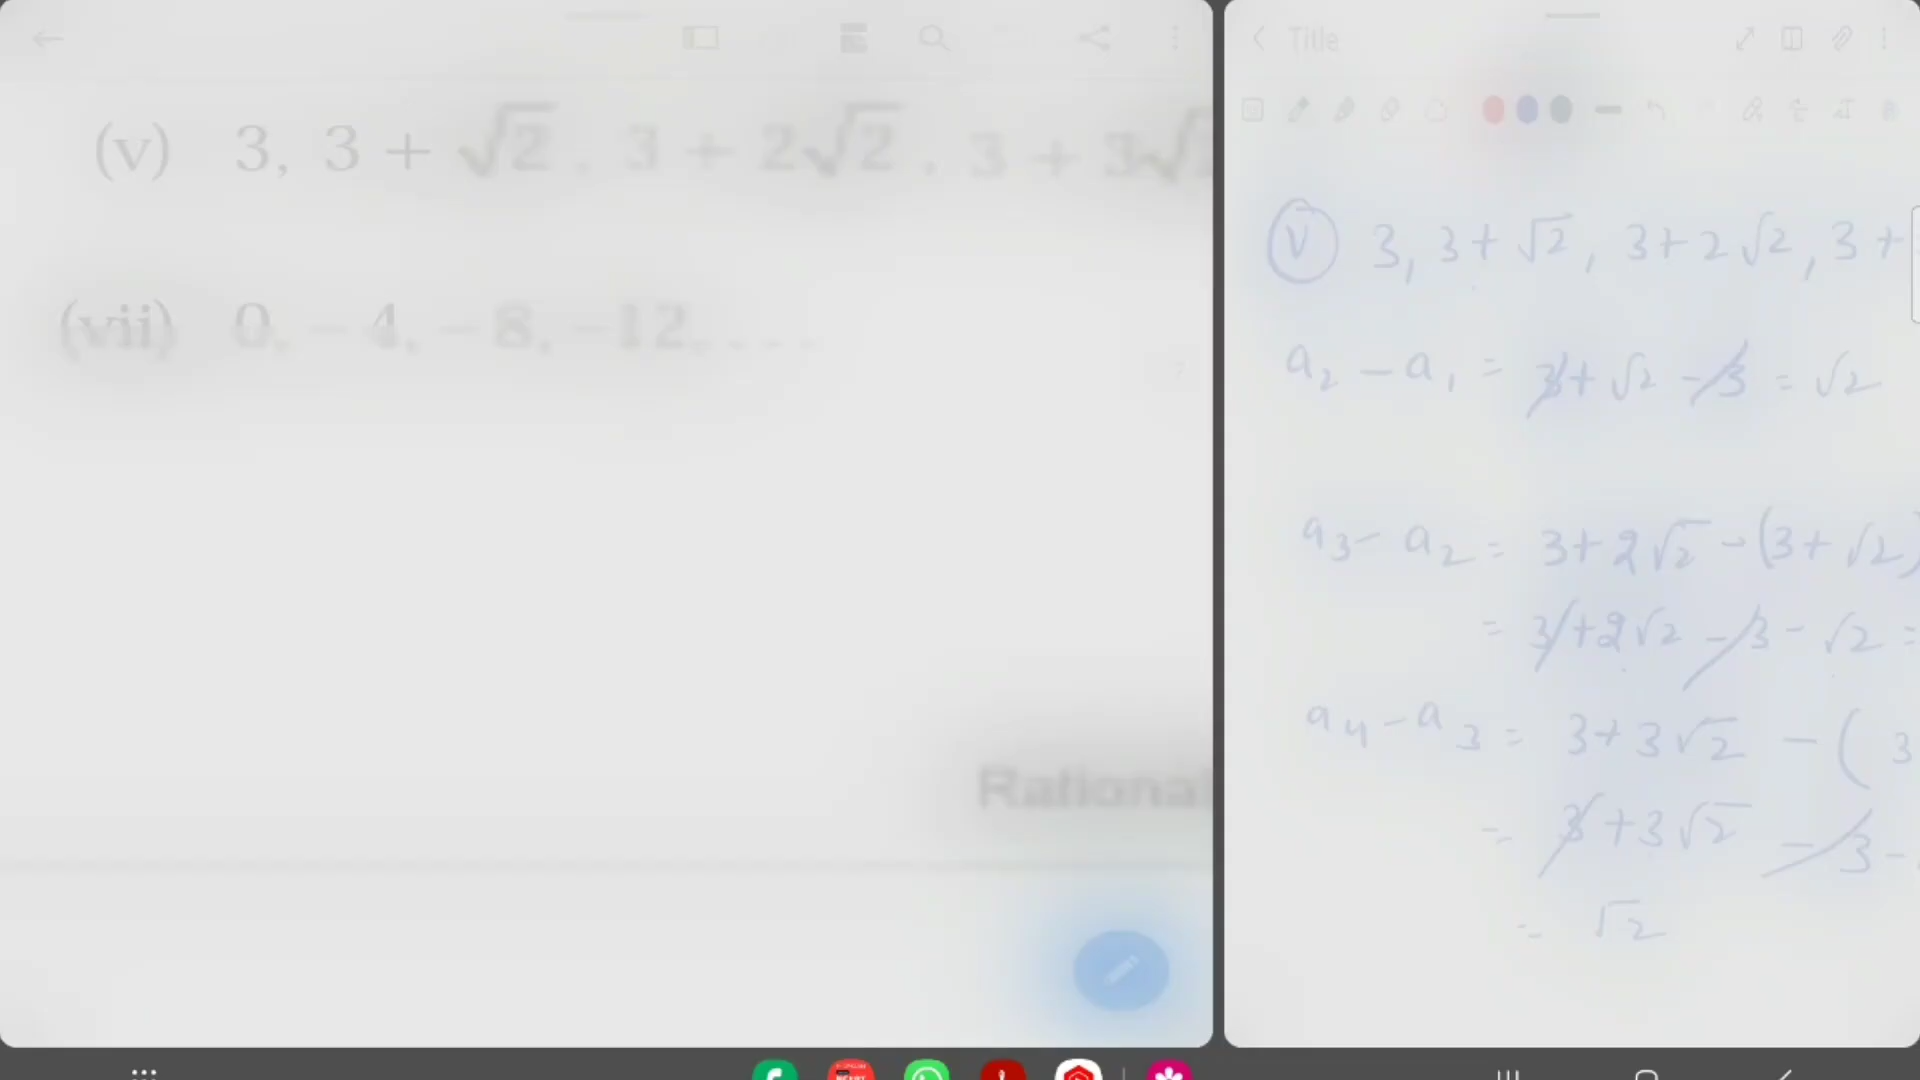 (v) 3, 3 + √2, 3 + 2√2, 3 + 3√2
(vii) 0, − 4, − 8, −12, . . . .
Rational
Title
(v) 3, 3 + √2, 3 + 2√2, 3 +
a₂ − a₁ = 3 + √2 − 3 = √2
a₃ − a₂ = 3 + 2√2 − (3 + √2)
= 3 + 2√2 − 3 − √2 =
a₄ − a₃ = 3 + 3√2 − ( 3
= 3 + 3√2 − 3 −
= √2